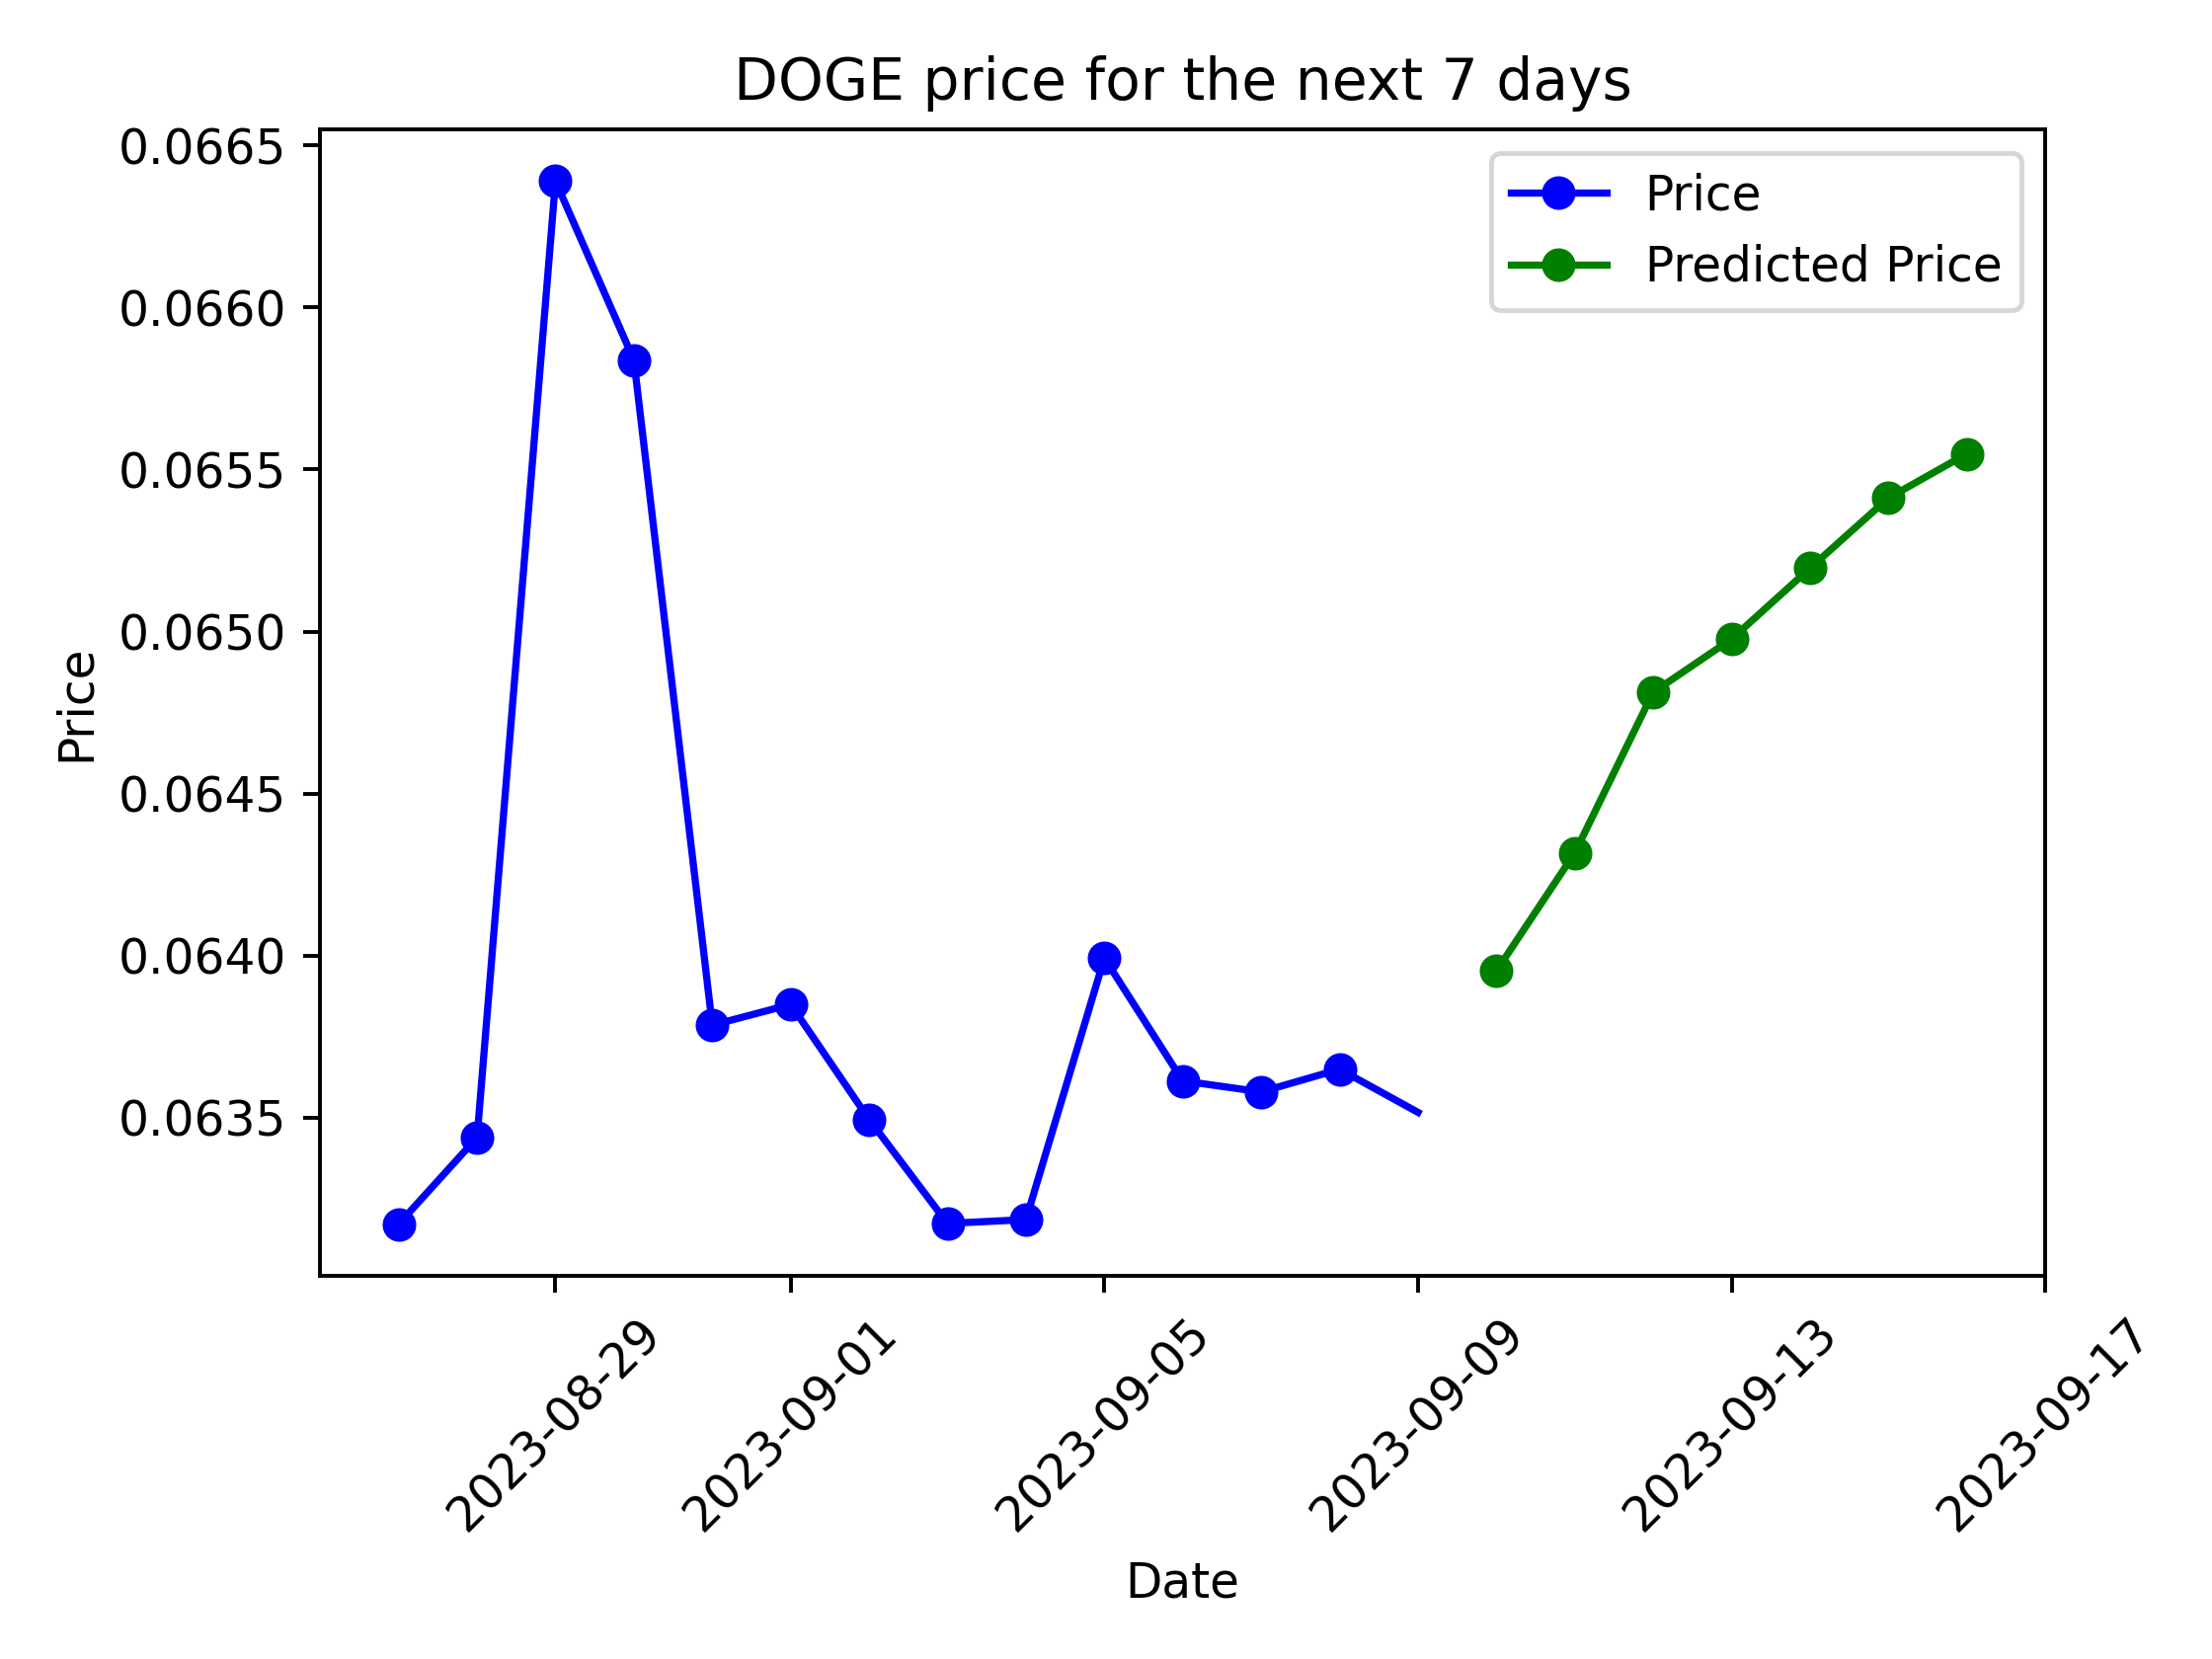 DOGE price for the next 7 days
0.0665
0.0660
0.0655
0.0650
0.0645
0.0640
0.0635
Price
Price
Predicted Price
2023-08-29
2023-09-01
2023-09-05
2023-09-09
2023-09-13
2023-09-17
Date